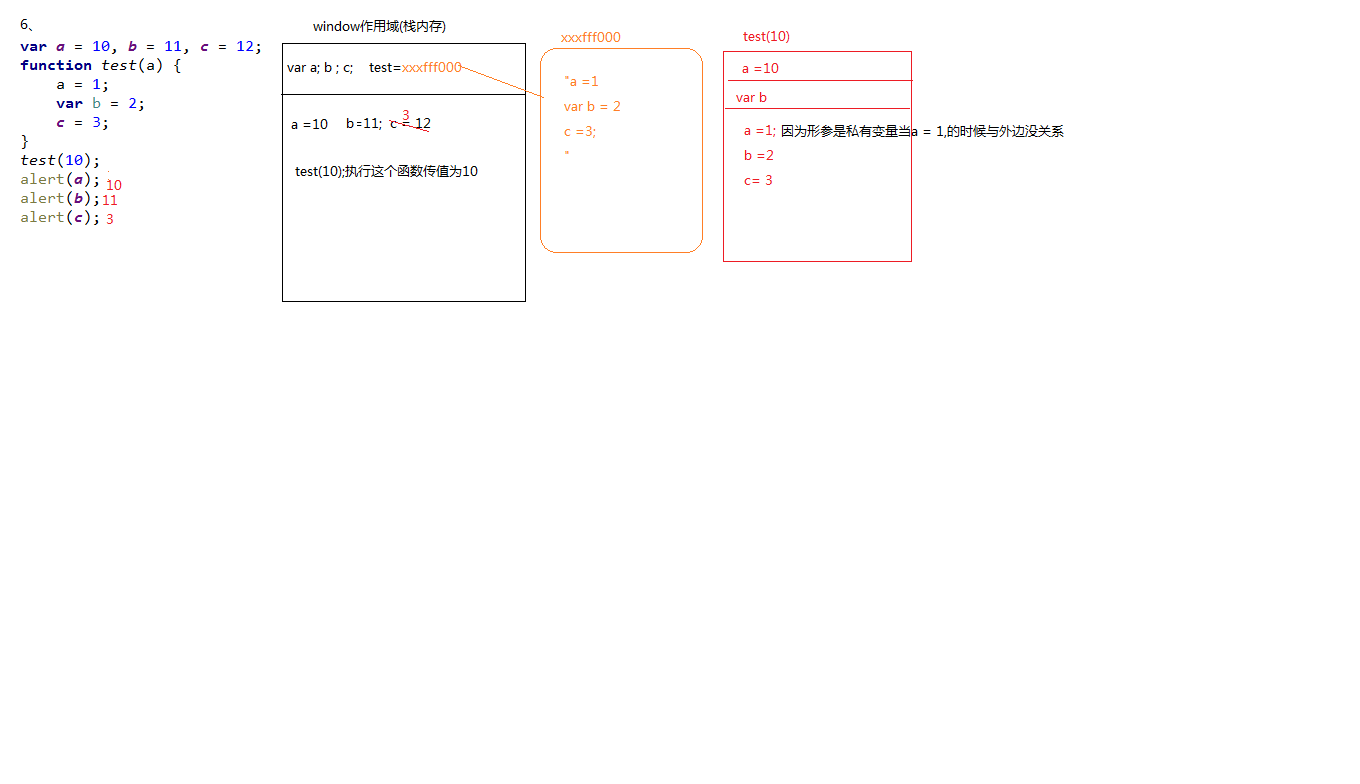 6、
var a = 10, b = 11, c = 12;
function test(a) {
    a = 1;
    var b = 2;
    c = 3;
}
test(10);
alert(a); 10
alert(b); 11
alert(c); 3
window作用域(栈内存)
var a; b ; c; test=xxxfff000
3
a =10 b=11; c = 12
test(10);执行这个函数传值为10
xxxfff000
"a =1
var b = 2
c =3;
"
test(10)
a =10
var b
a =1; 因为形参是私有变量当a = 1,的时候与外边没关系
b =2
c= 3